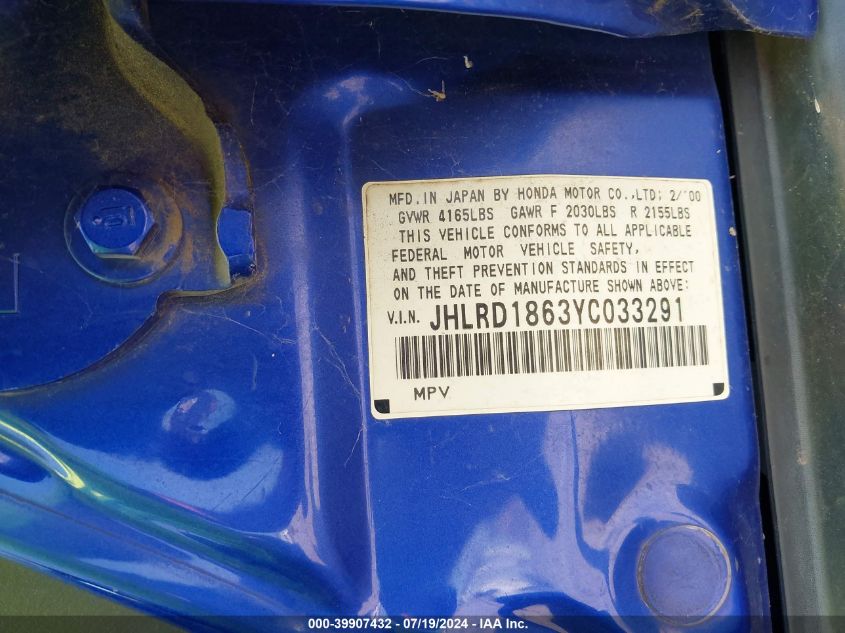 MFD. IN JAPAN BY HONDA MOTOR CO., LTD; 2/'00
GVWR 4165LBS GAWR F 2030LBS R 2155LBS
THIS VEHICLE CONFORMS TO ALL APPLICABLE
FEDERAL MOTOR VEHICLE SAFETY,
AND THEFT PREVENTION STANDARDS IN EFFECT
ON THE DATE OF MANUFACTURE SHOWN ABOVE:
V.I.N. JHLRD1863YC033291
MPV
000-39907432 - 07/19/2024 - IAA Inc.